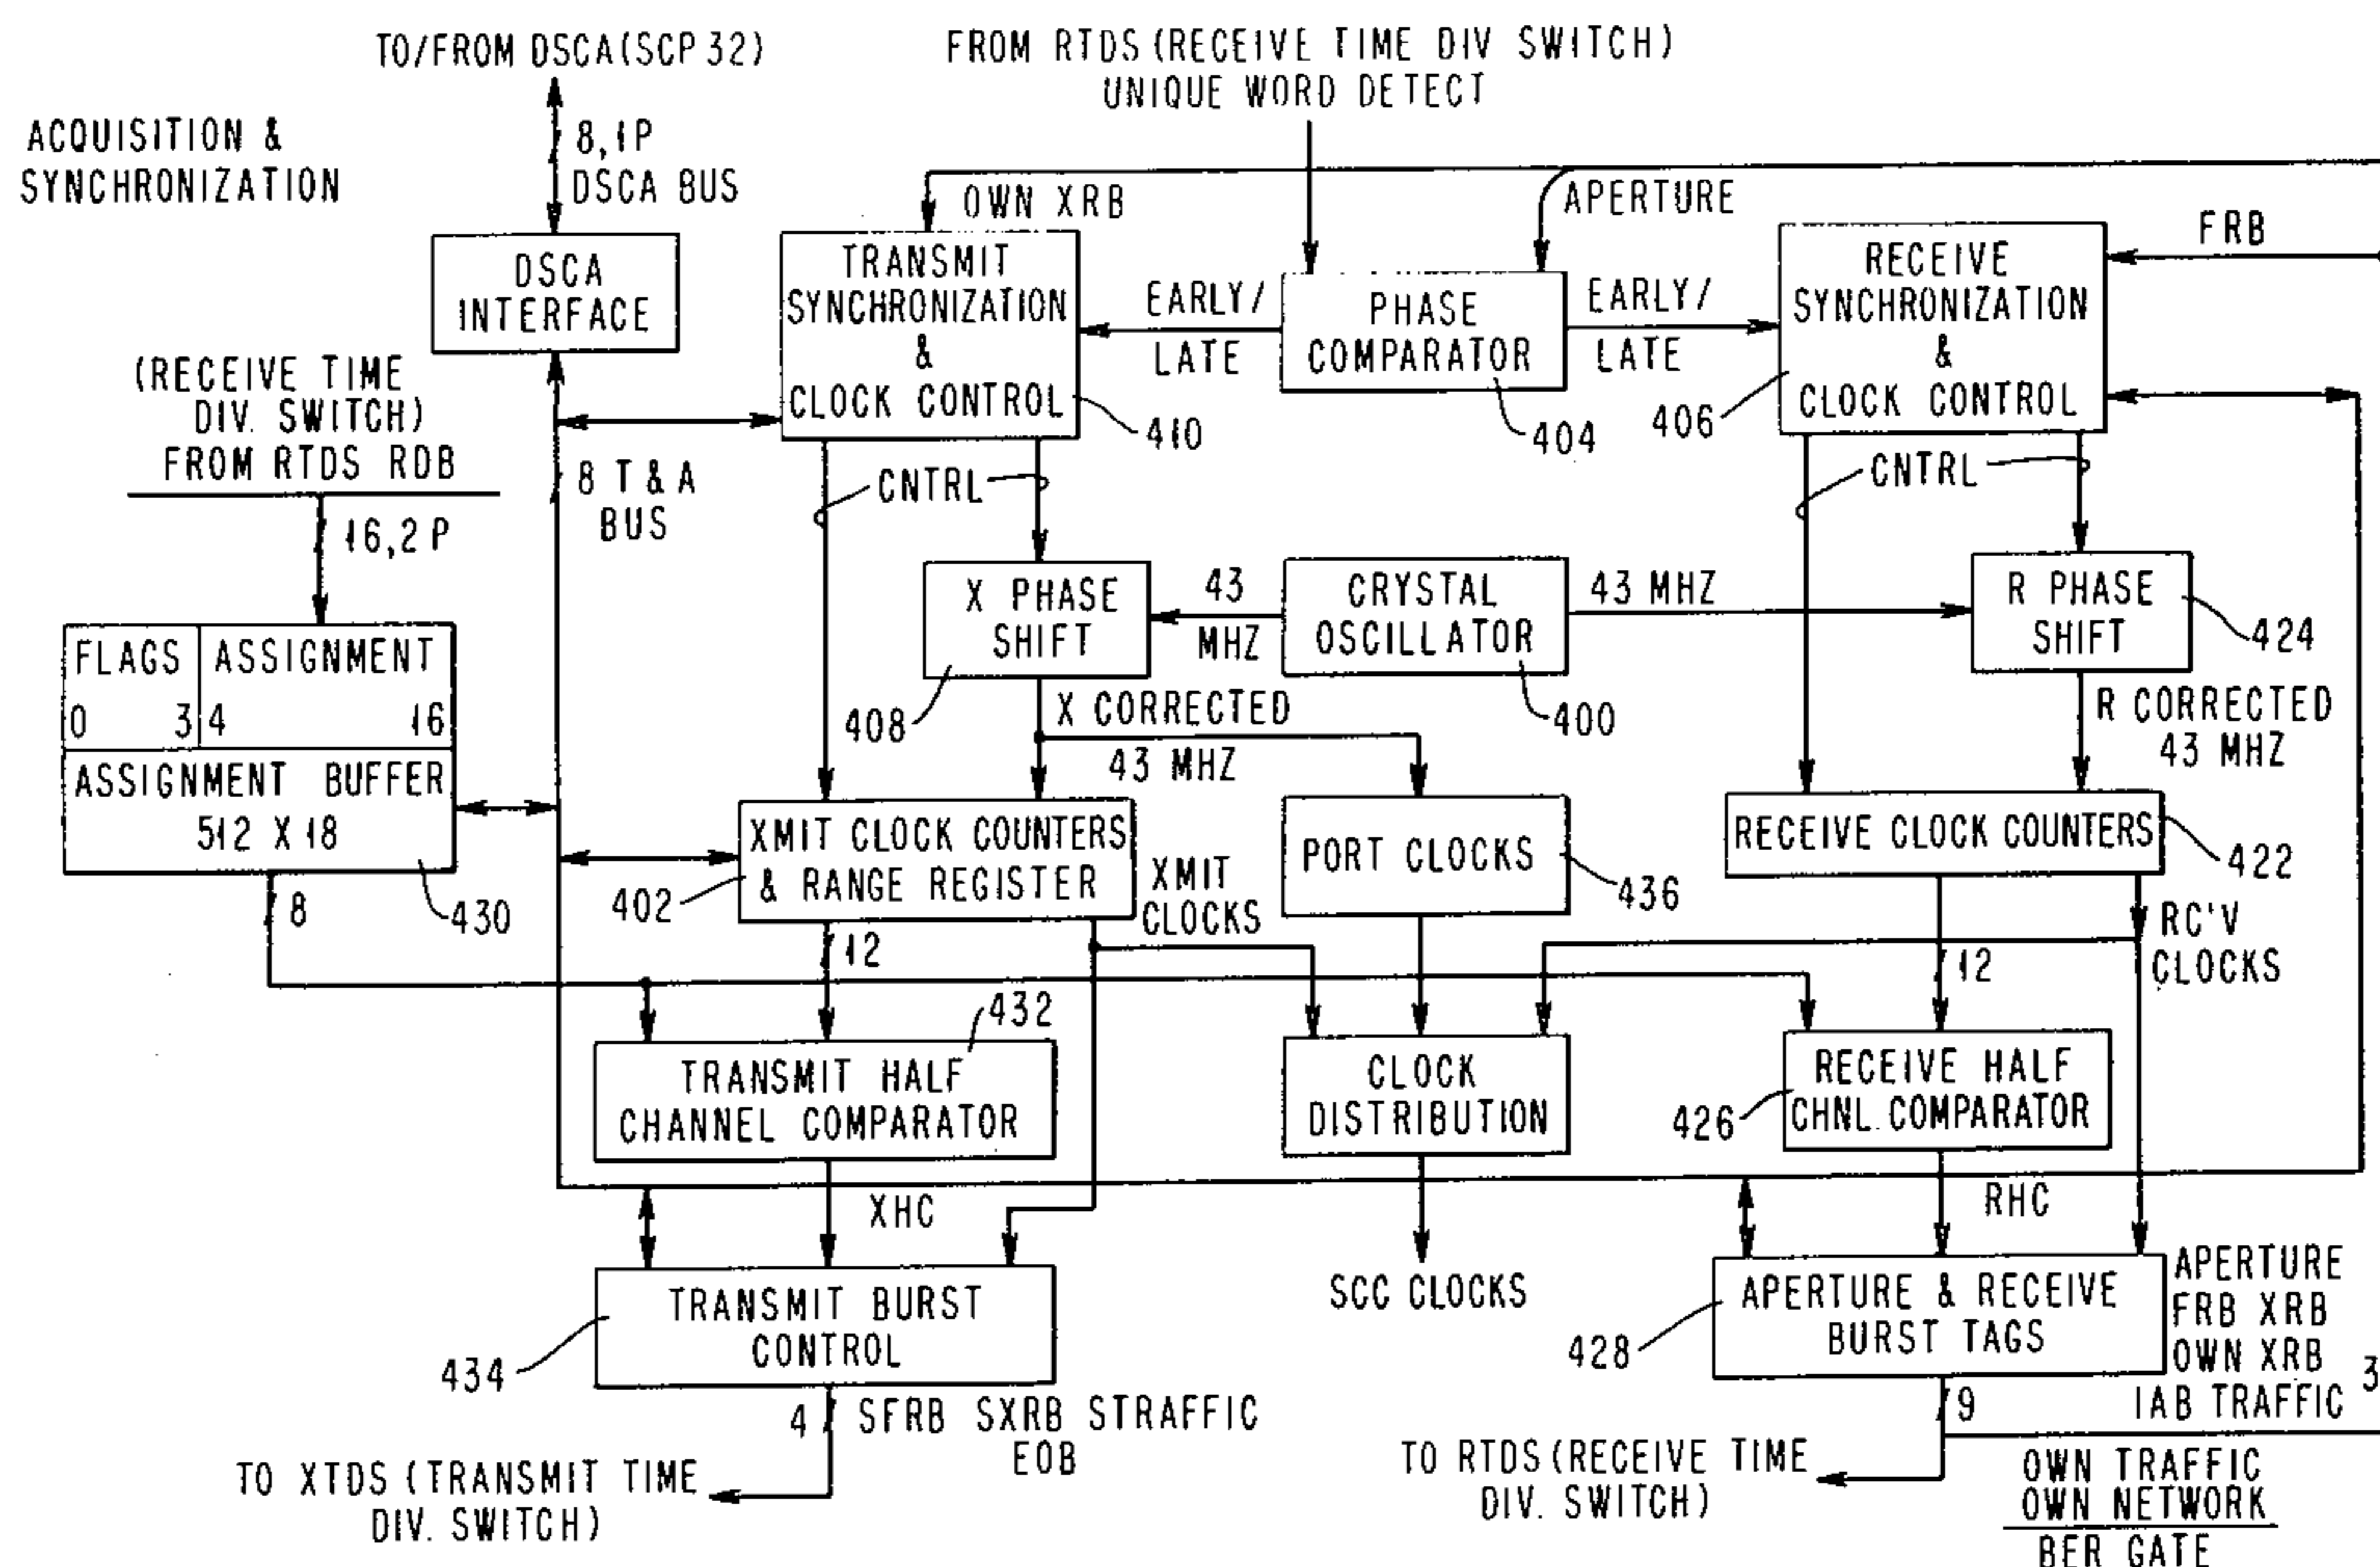 TO/FROM DSCA (SCP 32)
FROM RTDS (RECEIVE TIME DIV SWITCH)
UNIQUE WORD DETECT
ACQUISITION &
SYNCHRONIZATION
8,1P
DSCA BUS
OWN XRB
APERTURE
FRB
DSCA
INTERFACE
TRANSMIT
SYNCHRONIZATION
&
CLOCK CONTROL
410
EARLY/
LATE
PHASE
COMPARATOR
404
EARLY/
LATE
RECEIVE
SYNCHRONIZATION
&
CLOCK CONTROL
406
(RECEIVE TIME
DIV. SWITCH)
FROM RTDS RDB
16,2 P
8 T & A
BUS
CNTRL
CNTRL
X PHASE
SHIFT
408
43
MHZ
CRYSTAL
OSCILLATOR
400
43 MHZ
R PHASE
SHIFT
424
FLAGS
0 3
ASSIGNMENT
4 16
ASSIGNMENT BUFFER
512 X 18
430
8
X CORRECTED
43 MHZ
R CORRECTED
43 MHZ
XMIT CLOCK COUNTERS
& RANGE REGISTER
402
XMIT
CLOCKS
PORT CLOCKS
436
RECEIVE CLOCK COUNTERS
422
12
12
RC'V
CLOCKS
TRANSMIT HALF
CHANNEL COMPARATOR
432
CLOCK
DISTRIBUTION
RECEIVE HALF
CHNL. COMPARATOR
426
XHC
RHC
TRANSMIT BURST
CONTROL
434
SCC CLOCKS
APERTURE & RECEIVE
BURST TAGS
428
APERTURE
FRB XRB
OWN XRB
IAB TRAFFIC
3
4
SFRB SXRB STRAFFIC
EOB
9
TO XTDS (TRANSMIT TIME
DIV. SWITCH)
TO RTDS (RECEIVE TIME
DIV. SWITCH)
OWN TRAFFIC
OWN NETWORK
BER GATE